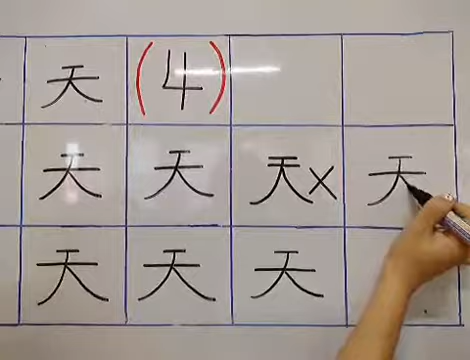 天 (4)
天 天 天× 天
天 天 天